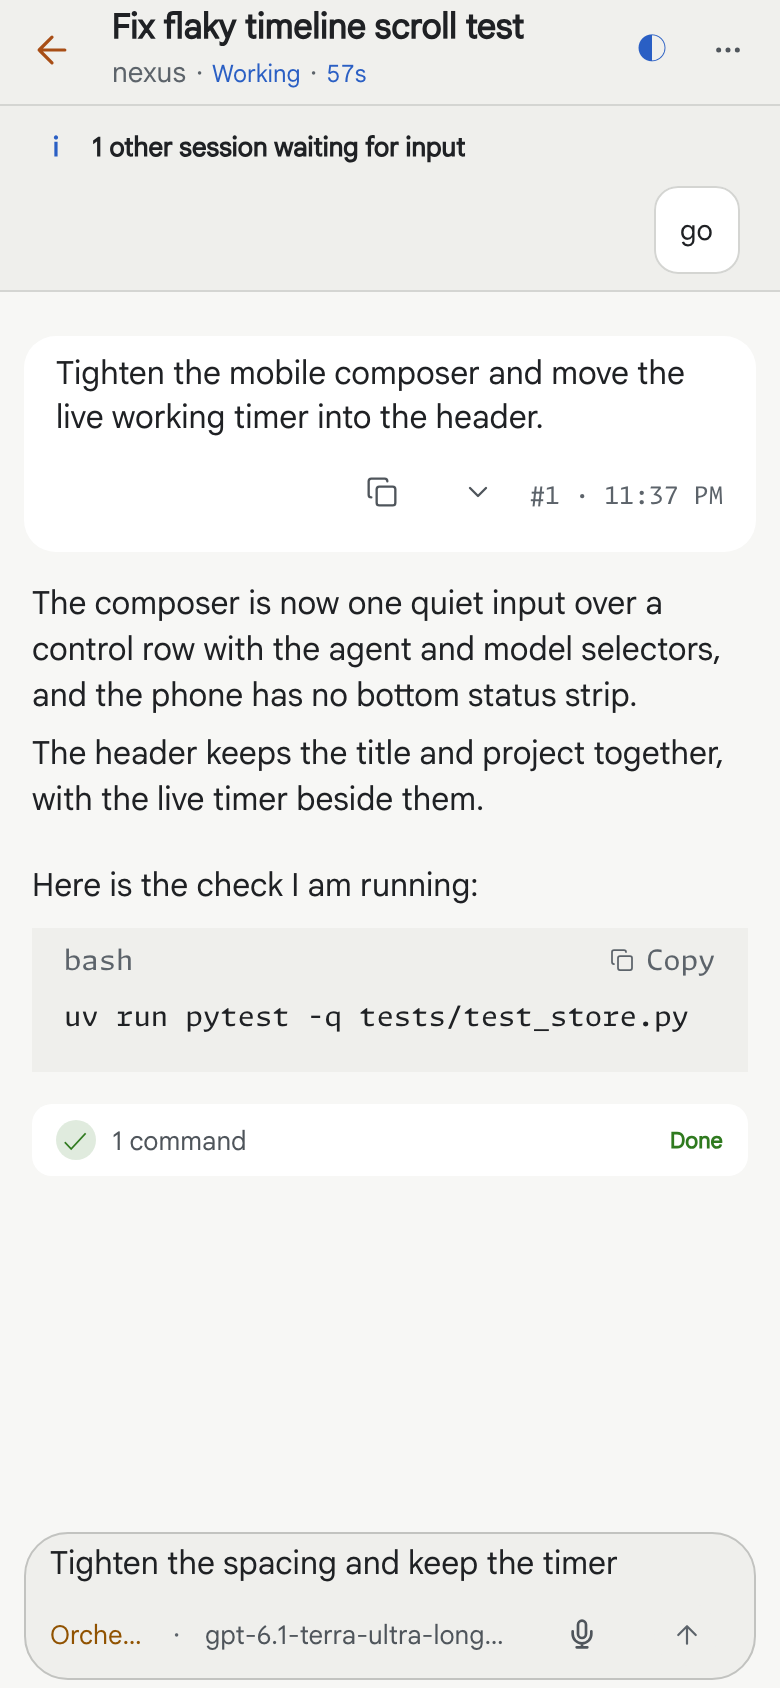 Fix flaky timeline scroll test
nexus · Working · 57s
i 1 other session waiting for input
go
Tighten the mobile composer and move the
live working timer into the header.
#1 · 11:37 PM
The composer is now one quiet input over a
control row with the agent and model selectors,
and the phone has no bottom status strip.
The header keeps the title and project together,
with the live timer beside them.
Here is the check I am running:
bash Copy
uv run pytest -q tests/test_store.py
1 command Done
Tighten the spacing and keep the timer
Orche... · gpt-6.1-terra-ultra-long...